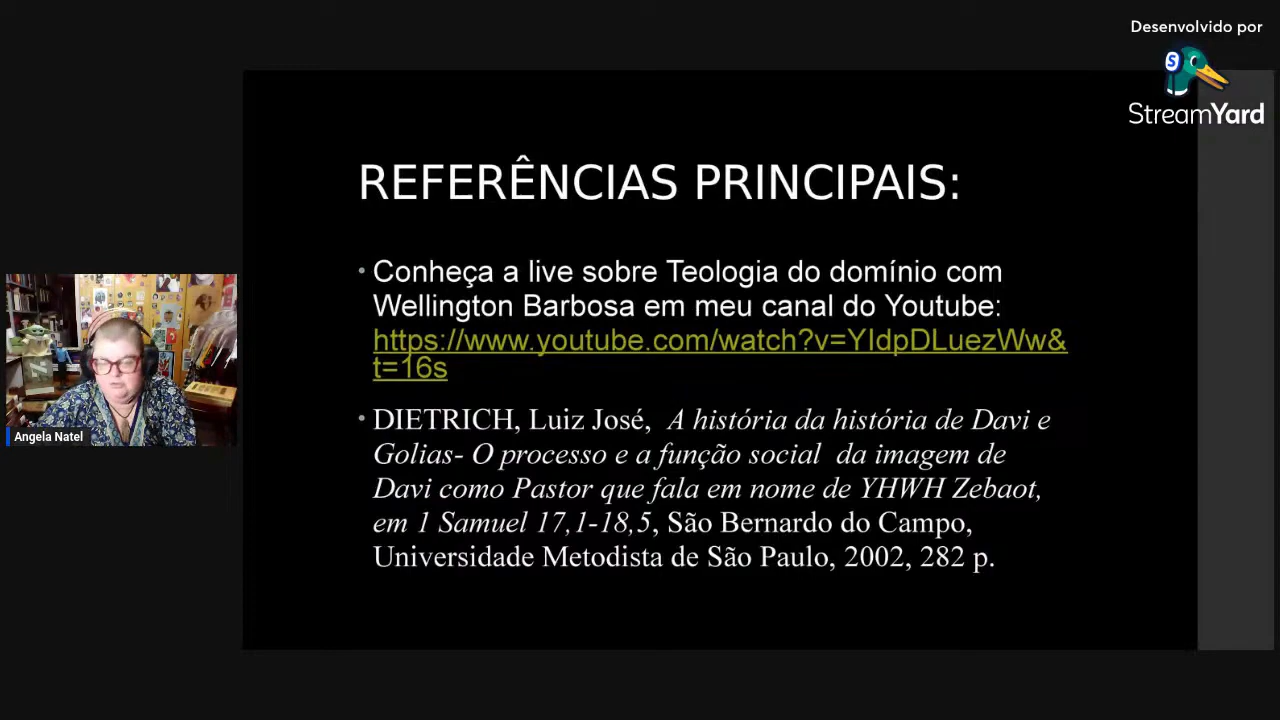 Desenvolvido por
StreamYard
REFERÊNCIAS PRINCIPAIS:
• Conheça a live sobre Teologia do domínio com
Wellington Barbosa em meu canal do Youtube:
https://www.youtube.com/watch?v=YIdpDLuezWw&
t=16s
• DIETRICH, Luiz José, A história da história de Davi e
Golias- O processo e a função social da imagem de
Davi como Pastor que fala em nome de YHWH Zebaot,
em 1 Samuel 17,1-18,5, São Bernardo do Campo,
Universidade Metodista de São Paulo, 2002, 282 p.
Angela Natel